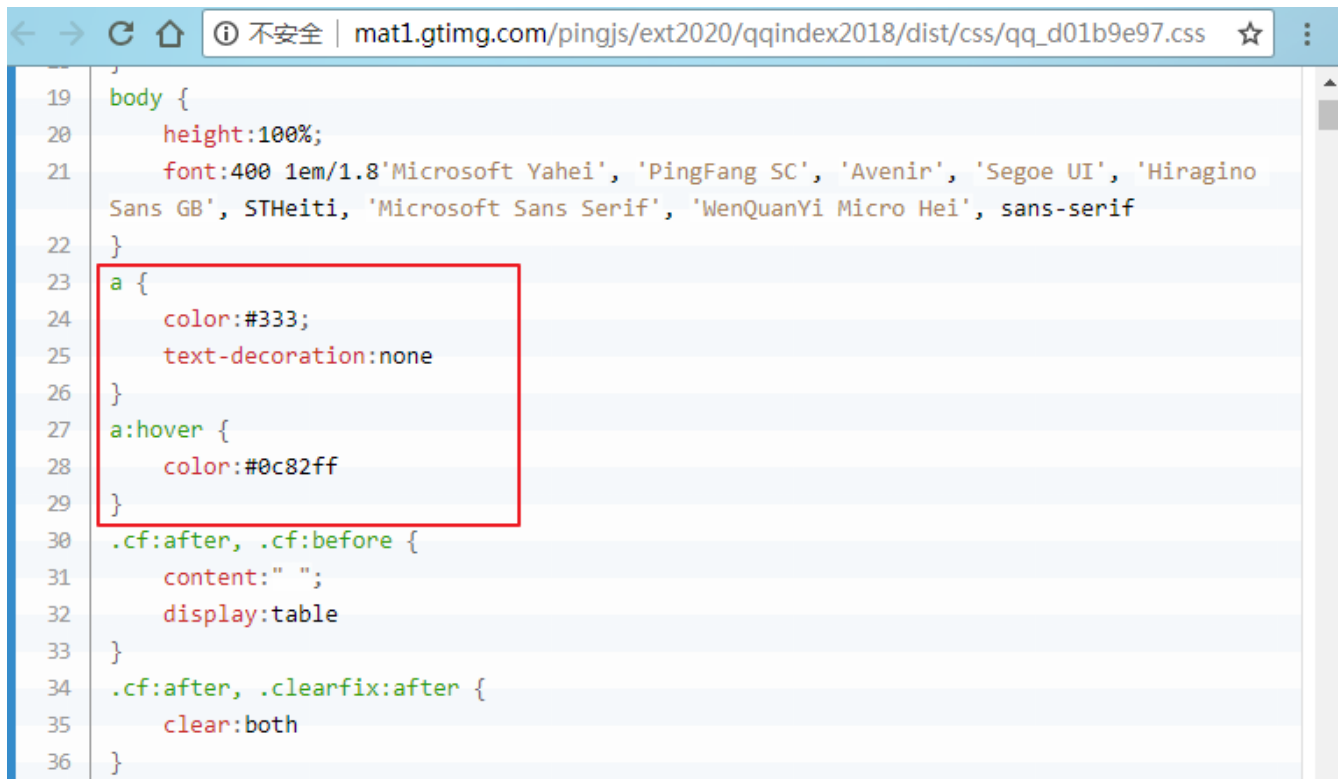 不安全 | mat1.gtimg.com/pingjs/ext2020/qqindex2018/dist/css/qq_d01b9e97.css
19 body {
20 height:100%;
21 font:400 1em/1.8'Microsoft Yahei', 'PingFang SC', 'Avenir', 'Segoe UI', 'Hiragino
Sans GB', STHeiti, 'Microsoft Sans Serif', 'WenQuanYi Micro Hei', sans-serif
22 }
23 a {
24 color:#333;
25 text-decoration:none
26 }
27 a:hover {
28 color:#0c82ff
29 }
30 .cf:after, .cf:before {
31 content:" ";
32 display:table
33 }
34 .cf:after, .clearfix:after {
35 clear:both
36 }